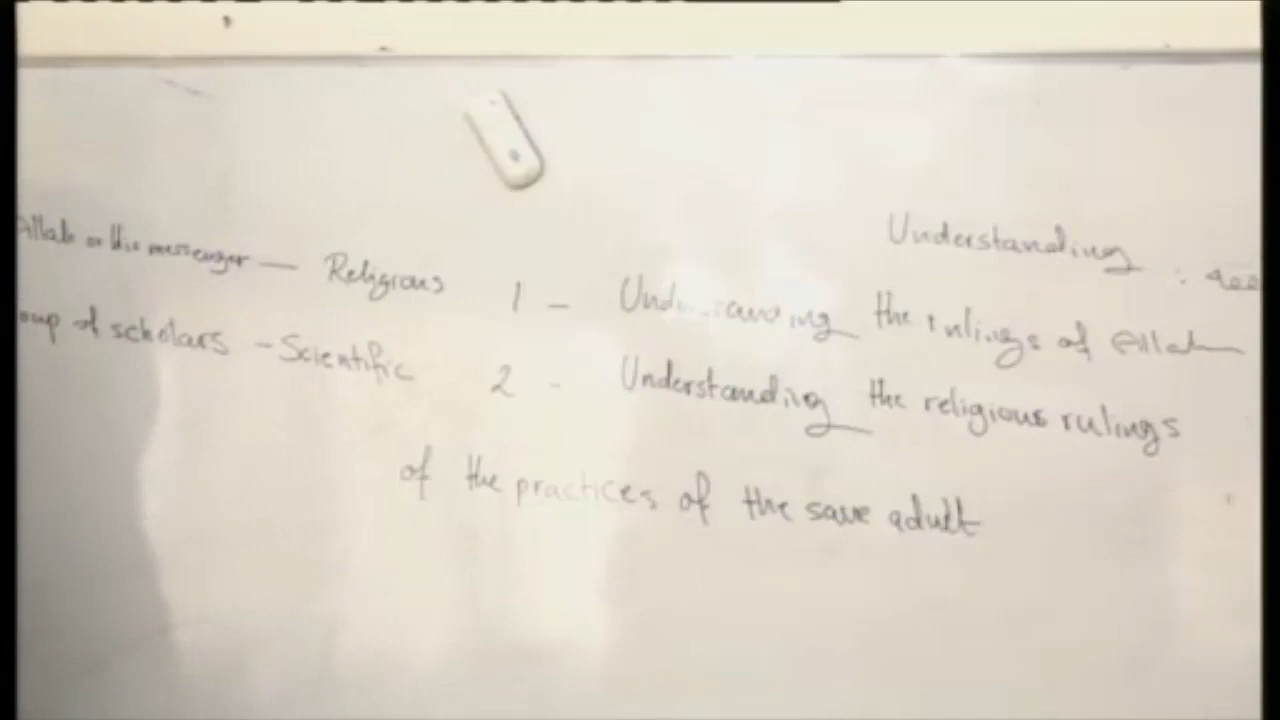 Understanding : فقه
Allah or his messenger — Religious 1 - Understanding the rulings of Allah
oup of scholars - Scientific 2 - Understanding the religious rulings
of the practices of the sane adult